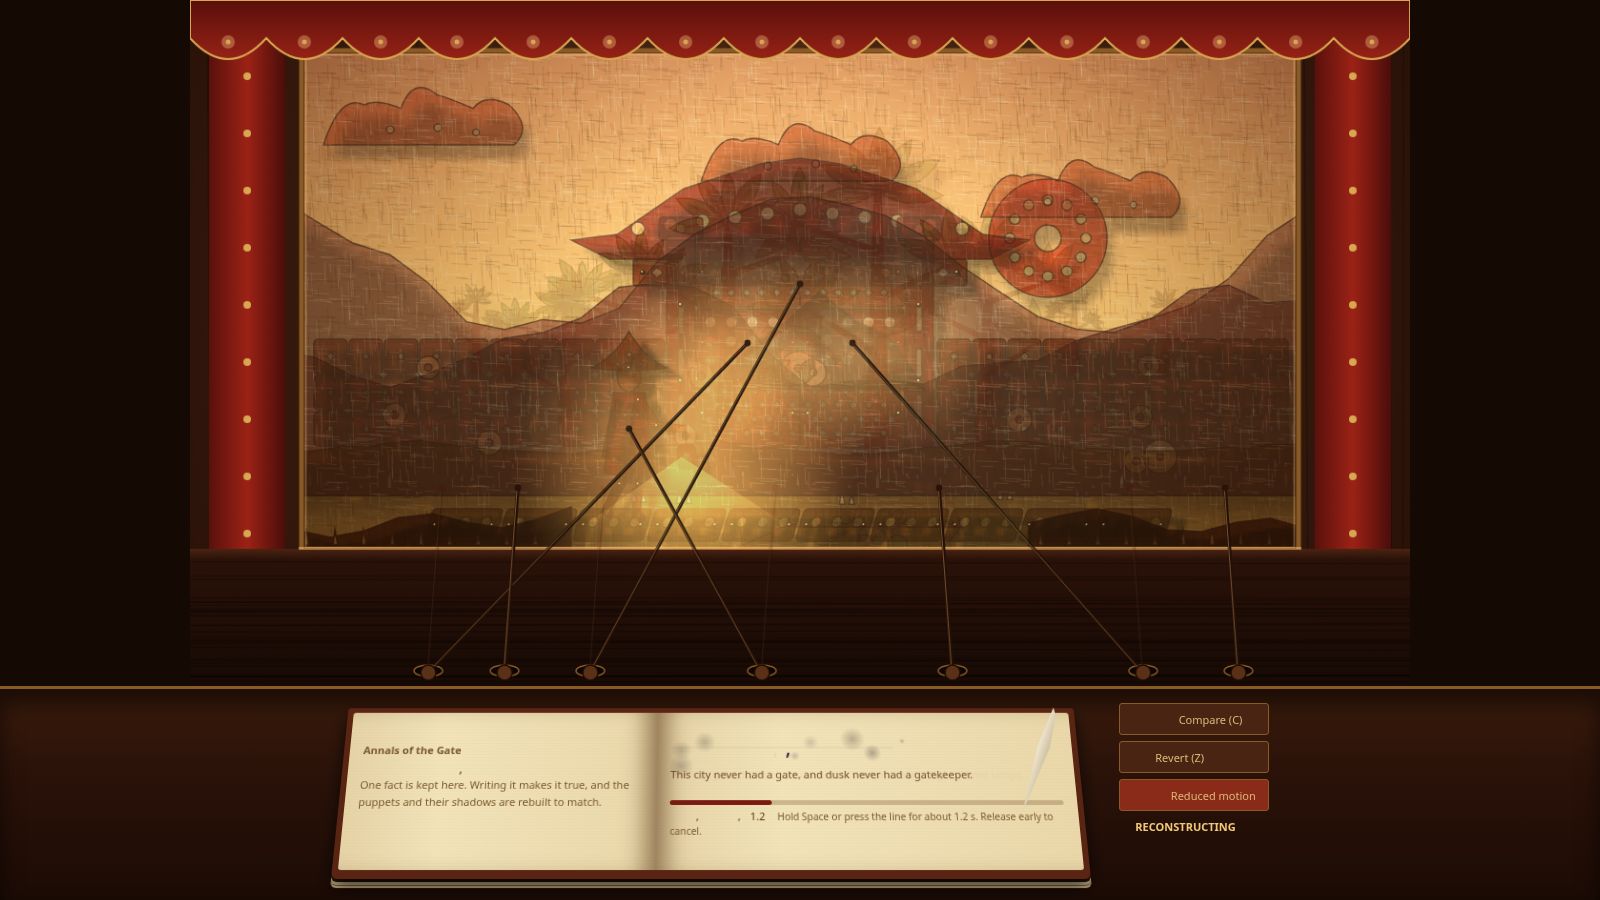 Annals of the Gate
,
One fact is kept here. Writing it makes it true, and the
puppets and their shadows are rebuilt to match.
,
This city never had a gate, and dusk never had a gatekeeper.
, , 1.2 Hold Space or press the line for about 1.2 s. Release early to
cancel.
Compare (C)
Revert (Z)
Reduced motion
RECONSTRUCTING